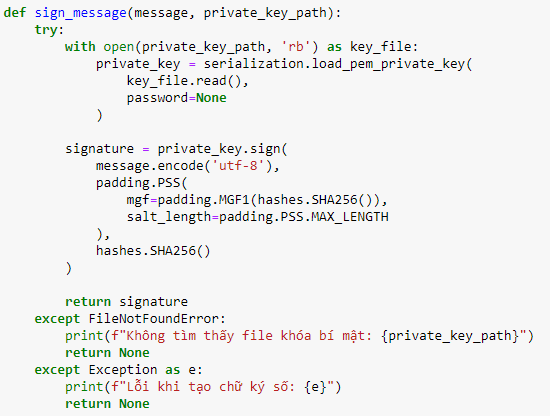 def sign_message(message, private_key_path):
    try:
        with open(private_key_path, 'rb') as key_file:
            private_key = serialization.load_pem_private_key(
                key_file.read(),
                password=None
            )

        signature = private_key.sign(
            message.encode('utf-8'),
            padding.PSS(
                mgf=padding.MGF1(hashes.SHA256()),
                salt_length=padding.PSS.MAX_LENGTH
            ),
            hashes.SHA256()
        )

        return signature
    except FileNotFoundError:
        print(f"Không tìm thấy file khóa bí mật: {private_key_path}")
        return None
    except Exception as e:
        print(f"Lỗi khi tạo chữ ký số: {e}")
        return None